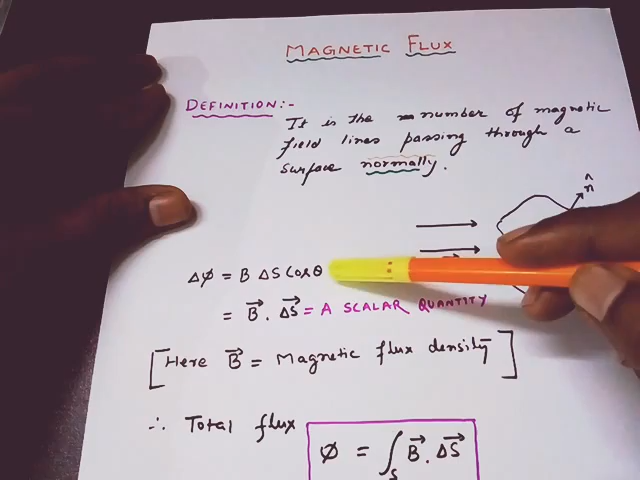 MAGNETIC FLUX
DEFINITION:-
It is the number of magnetic
field lines passing through a
surface normally.
n̂
Δφ = B ΔS Cosθ
= B⃗. ΔS⃗ = A SCALAR QUANTITY
[Here B⃗ = Magnetic flux density]
∴ Total flux
φ = ∫ₛ B⃗. ΔS⃗